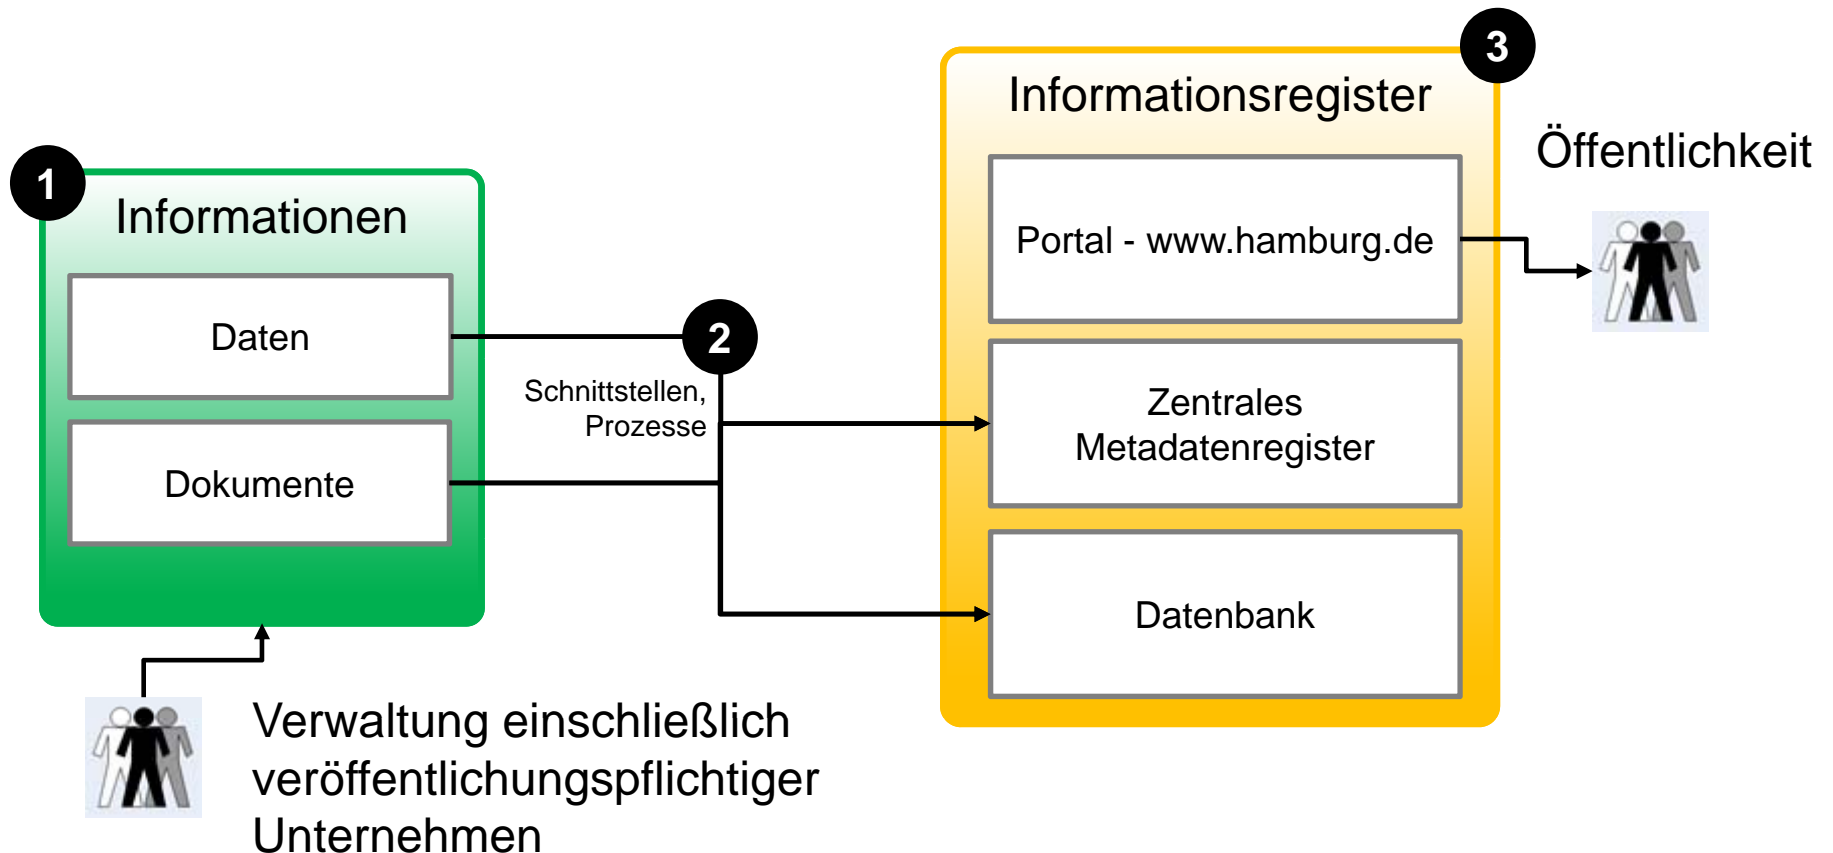 1
Informationen
Daten
Dokumente
Verwaltung einschließlich
veröffentlichungspflichtiger
Unternehmen
2
Schnittstellen,
Prozesse
3
Informationsregister
Portal - www.hamburg.de
Zentrales
Metadatenregister
Datenbank
Öffentlichkeit